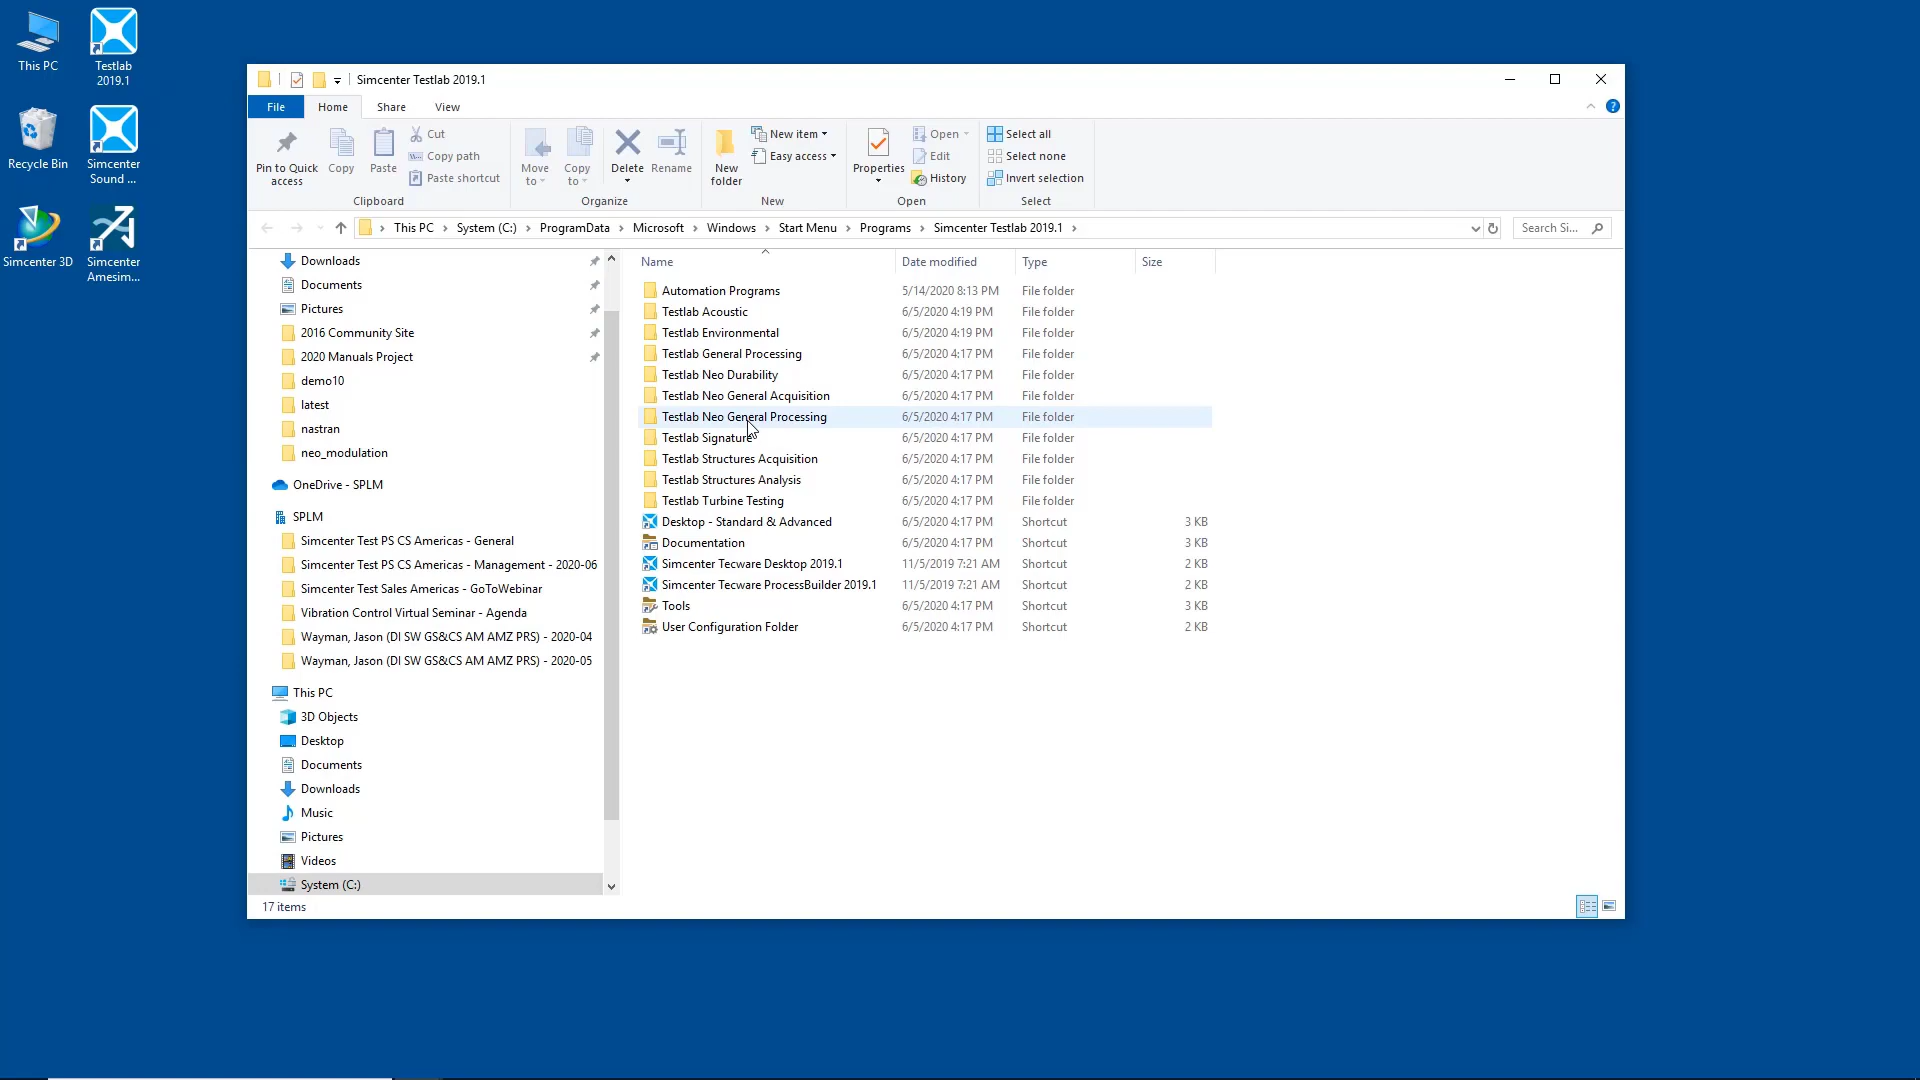 This PC
Testlab
2019.1
Recycle Bin
Simcenter
Sound ...
Simcenter 3D
Simcenter
Amesim...
Simcenter Testlab 2019.1
File
Home
Share
View
Pin to Quick
access
Copy
Paste
Cut
Copy path
Paste shortcut
Clipboard
Move
to
Copy
to
Delete
Rename
Organize
New
folder
New item
Easy access
New
Properties
Open
Edit
History
Open
Select all
Select none
Invert selection
Select
This PC > System (C:) > ProgramData > Microsoft > Windows > Start Menu > Programs > Simcenter Testlab 2019.1 >
Search Si...
Downloads
Documents
Pictures
2016 Community Site
2020 Manuals Project
demo10
latest
nastran
neo_modulation
OneDrive - SPLM
SPLM
Simcenter Test PS CS Americas - General
Simcenter Test PS CS Americas - Management - 2020-06
Simcenter Test Sales Americas - GoToWebinar
Vibration Control Virtual Seminar - Agenda
Wayman, Jason (DI SW GS&CS AM AMZ PRS) - 2020-04
Wayman, Jason (DI SW GS&CS AM AMZ PRS) - 2020-05
This PC
3D Objects
Desktop
Documents
Downloads
Music
Pictures
Videos
System (C:)
Name Date modified Type Size
Automation Programs 5/14/2020 8:13 PM File folder
Testlab Acoustic 6/5/2020 4:19 PM File folder
Testlab Environmental 6/5/2020 4:19 PM File folder
Testlab General Processing 6/5/2020 4:17 PM File folder
Testlab Neo Durability 6/5/2020 4:17 PM File folder
Testlab Neo General Acquisition 6/5/2020 4:17 PM File folder
Testlab Neo General Processing 6/5/2020 4:17 PM File folder
Testlab Signature 6/5/2020 4:17 PM File folder
Testlab Structures Acquisition 6/5/2020 4:17 PM File folder
Testlab Structures Analysis 6/5/2020 4:17 PM File folder
Testlab Turbine Testing 6/5/2020 4:17 PM File folder
Desktop - Standard & Advanced 6/5/2020 4:17 PM Shortcut 3 KB
Documentation 6/5/2020 4:17 PM Shortcut 3 KB
Simcenter Tecware Desktop 2019.1 11/5/2019 7:21 AM Shortcut 2 KB
Simcenter Tecware ProcessBuilder 2019.1 11/5/2019 7:21 AM Shortcut 2 KB
Tools 6/5/2020 4:17 PM Shortcut 3 KB
User Configuration Folder 6/5/2020 4:17 PM Shortcut 2 KB
17 items